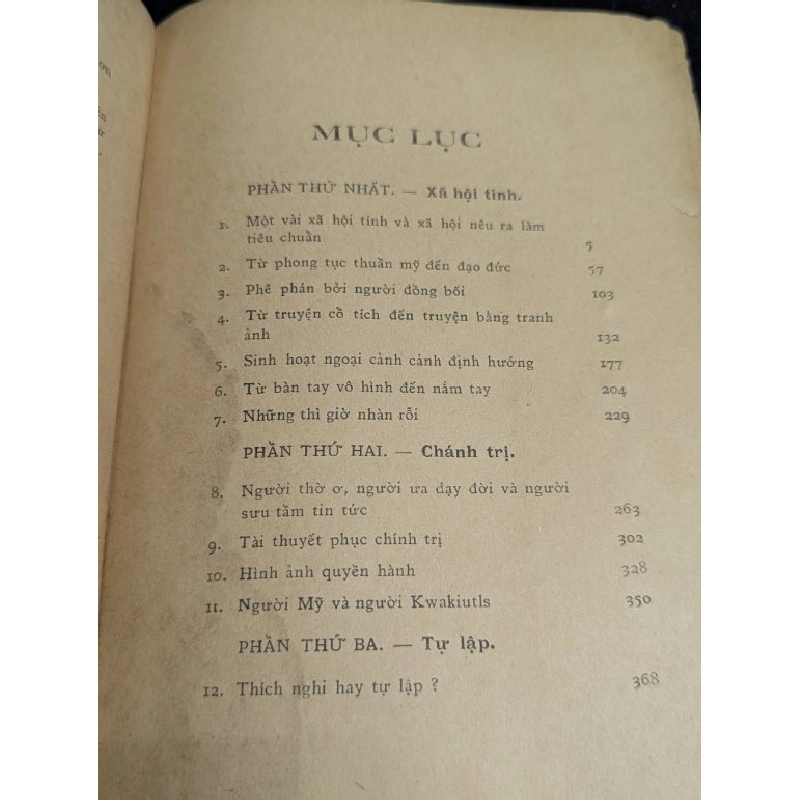 MỤC LỤC
PHẦN THỨ NHẤT. — Xã hội tính.
1. Một vài xã hội tính và xã hội nêu ra làm
tiêu chuẩn 5
2. Từ phong tục thuần mỹ đến đạo đức 57
3. Phê phán bởi người đồng bối 103
4. Từ truyện cồ tích đến truyện bằng tranh
ảnh 132
5. Sinh hoạt ngoại cảnh cảnh định hướng 177
6. Từ bàn tay vô hình đến nắm tay 204
7. Những thì giờ nhàn rỗi 229
PHẦN THỨ HAI. — Chánh trị.
8. Người thờ ơ, người ưa dạy đời và người
sưu tầm tin tức 263
9. Tài thuyết phục chính trị 302
10. Hình ảnh quyền hành 328
11. Người Mỹ và người Kwakiutls 350
PHẦN THỨ BA. — Tự lập.
12. Thích nghi hay tự lập ? 368